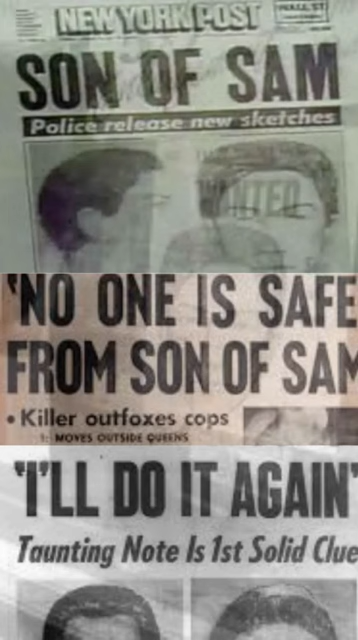 NEW YORK POST
SON OF SAM
Police release new sketches
WANTED
'NO ONE IS SAFE
FROM SON OF SAM
• Killer outfoxes cops
MOVES OUTSIDE QUEENS
'I'LL DO IT AGAIN'
Taunting Note Is 1st Solid Clue